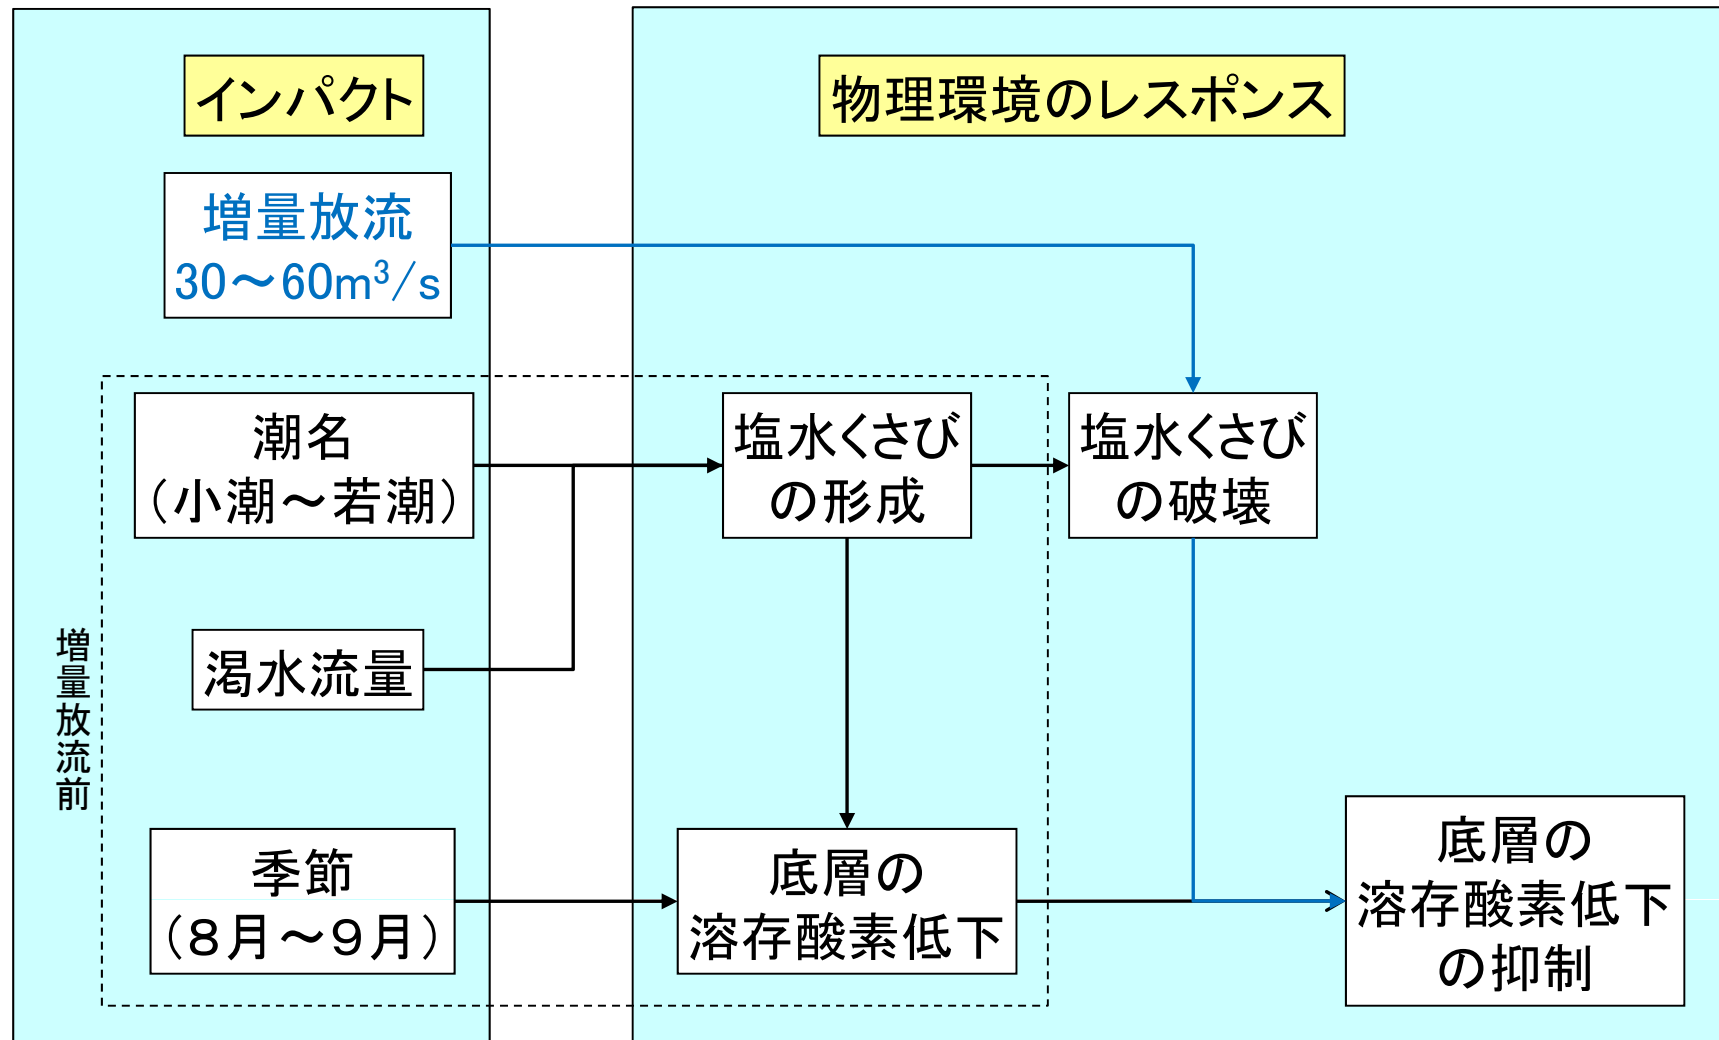 インパクト
物理環境のレスポンス
増量放流
30～60m³/s
潮名
（小潮～若潮）
塩水くさび
の形成
塩水くさび
の破壊
渇水流量
増量放流前
季節
（８月～９月）
底層の
溶存酸素低下
底層の
溶存酸素低下
の抑制